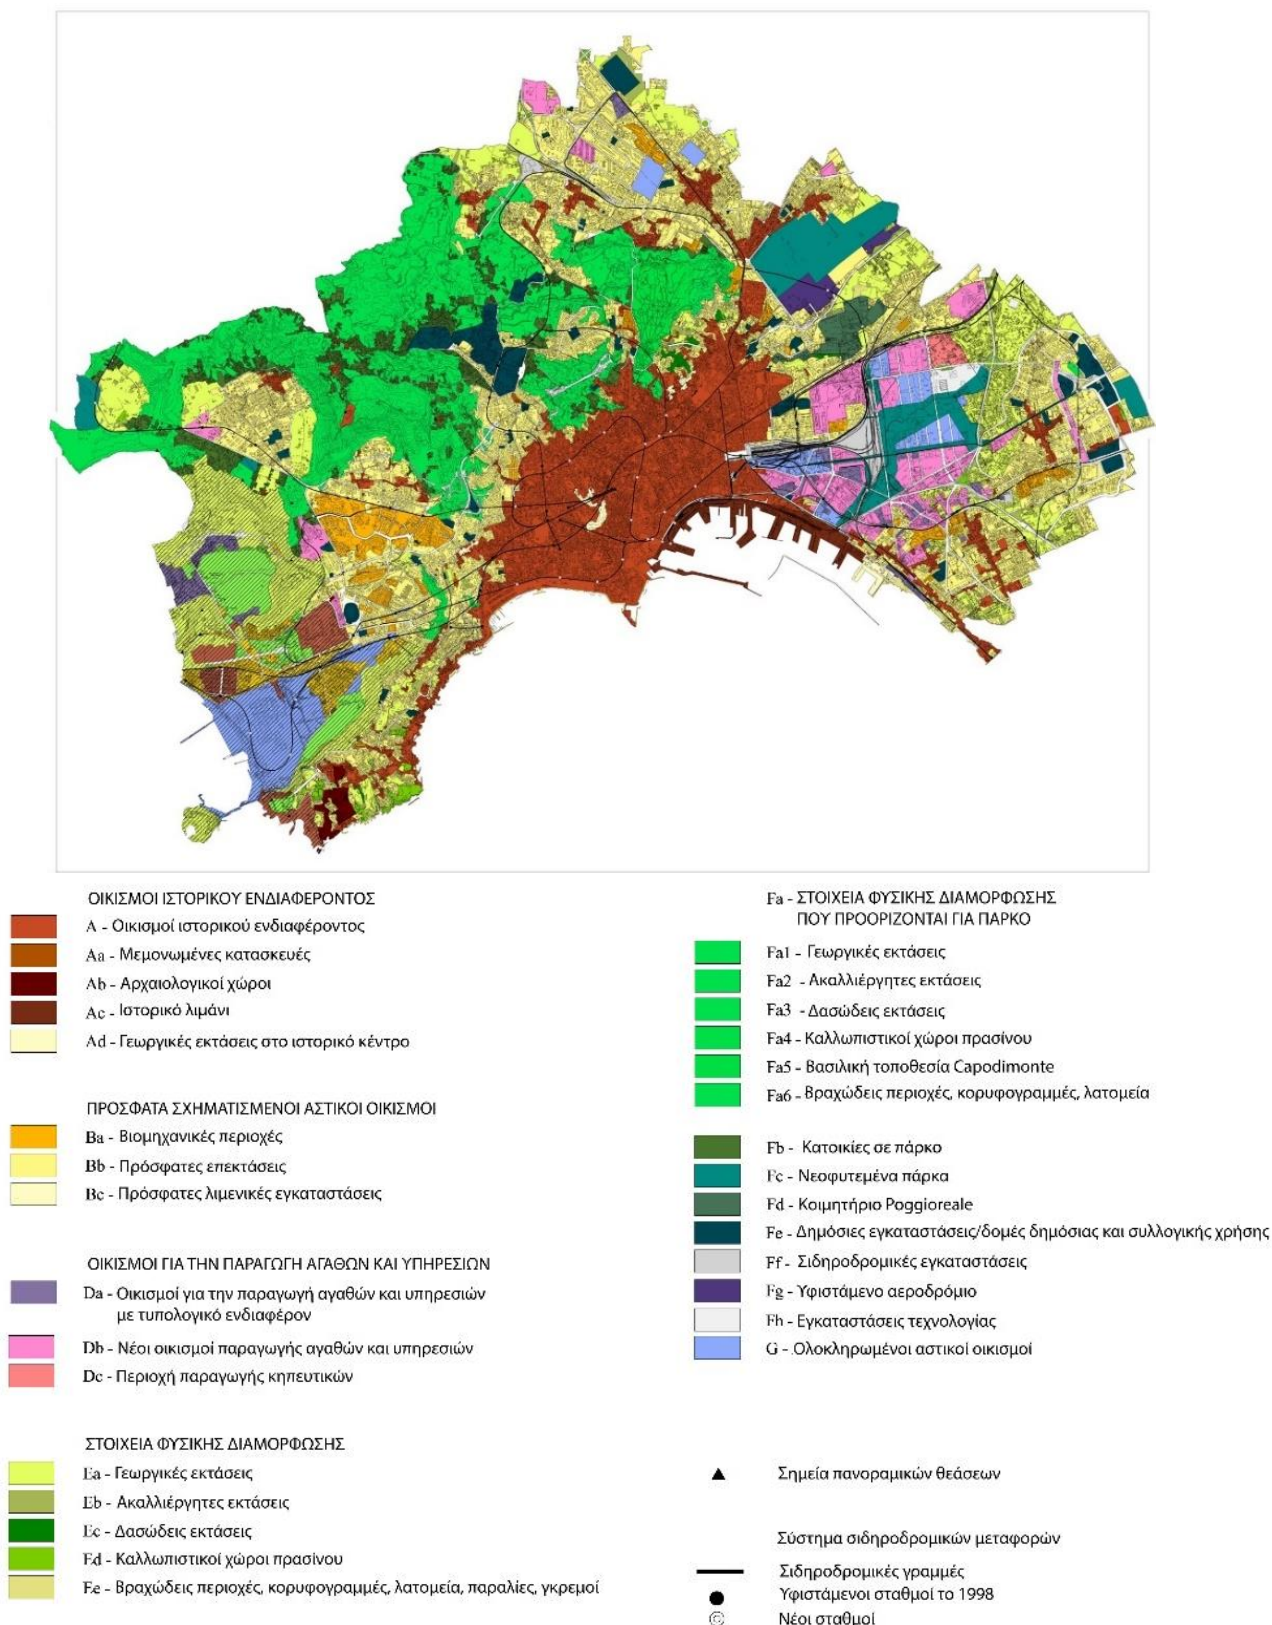 ΟΙΚΙΣΜΟΙ ΙΣΤΟΡΙΚΟΥ ΕΝΔΙΑΦΕΡΟΝΤΟΣ
A - Οικισμοί ιστορικού ενδιαφέροντος
Aa - Μεμονωμένες κατασκευές
Ab - Αρχαιολογικοί χώροι
Ac - Ιστορικό λιμάνι
Ad - Γεωργικές εκτάσεις στο ιστορικό κέντρο
ΠΡΟΣΦΑΤΑ ΣΧΗΜΑΤΙΣΜΕΝΟΙ ΑΣΤΙΚΟΙ ΟΙΚΙΣΜΟΙ
Ba - Βιομηχανικές περιοχές
Bb - Πρόσφατες επεκτάσεις
Bc - Πρόσφατες λιμενικές εγκαταστάσεις
ΟΙΚΙΣΜΟΙ ΓΙΑ ΤΗΝ ΠΑΡΑΓΩΓΗ ΑΓΑΘΩΝ ΚΑΙ ΥΠΗΡΕΣΙΩΝ
Da - Οικισμοί για την παραγωγή αγαθών και υπηρεσιών
με τυπολογικό ενδιαφέρον
Db - Νέοι οικισμοί παραγωγής αγαθών και υπηρεσιών
Dc - Περιοχή παραγωγής κηπευτικών
ΣΤΟΙΧΕΙΑ ΦΥΣΙΚΗΣ ΔΙΑΜΟΡΦΩΣΗΣ
Ea - Γεωργικές εκτάσεις
Eb - Ακαλλιέργητες εκτάσεις
Ec - Δασώδεις εκτάσεις
Ed - Καλλωπιστικοί χώροι πρασίνου
Ee - Βραχώδεις περιοχές, κορυφογραμμές, λατομεία, παραλίες, γκρεμοί
Fa - ΣΤΟΙΧΕΙΑ ΦΥΣΙΚΗΣ ΔΙΑΜΟΡΦΩΣΗΣ
ΠΟΥ ΠΡΟΟΡΙΖΟΝΤΑΙ ΓΙΑ ΠΑΡΚΟ
Fa1 - Γεωργικές εκτάσεις
Fa2 - Ακαλλιέργητες εκτάσεις
Fa3 - Δασώδεις εκτάσεις
Fa4 - Καλλωπιστικοί χώροι πρασίνου
Fa5 - Βασιλική τοποθεσία Capodimonte
Fa6 - Βραχώδεις περιοχές, κορυφογραμμές, λατομεία
Fb - Κατοικίες σε πάρκο
Fc - Νεοφυτεμένα πάρκα
Fd - Κοιμητήριο Poggioreale
Fe - Δημόσιες εγκαταστάσεις/δομές δημόσιας και συλλογικής χρήσης
Ff - Σιδηροδρομικές εγκαταστάσεις
Fg - Υφιστάμενο αεροδρόμιο
Fh - Εγκαταστάσεις τεχνολογίας
G - Ολοκληρωμένοι αστικοί οικισμοί
Σημεία πανοραμικών θεάσεων
Σύστημα σιδηροδρομικών μεταφορών
Σιδηροδρομικές γραμμές
Υφιστάμενοι σταθμοί το 1998
Νέοι σταθμοί